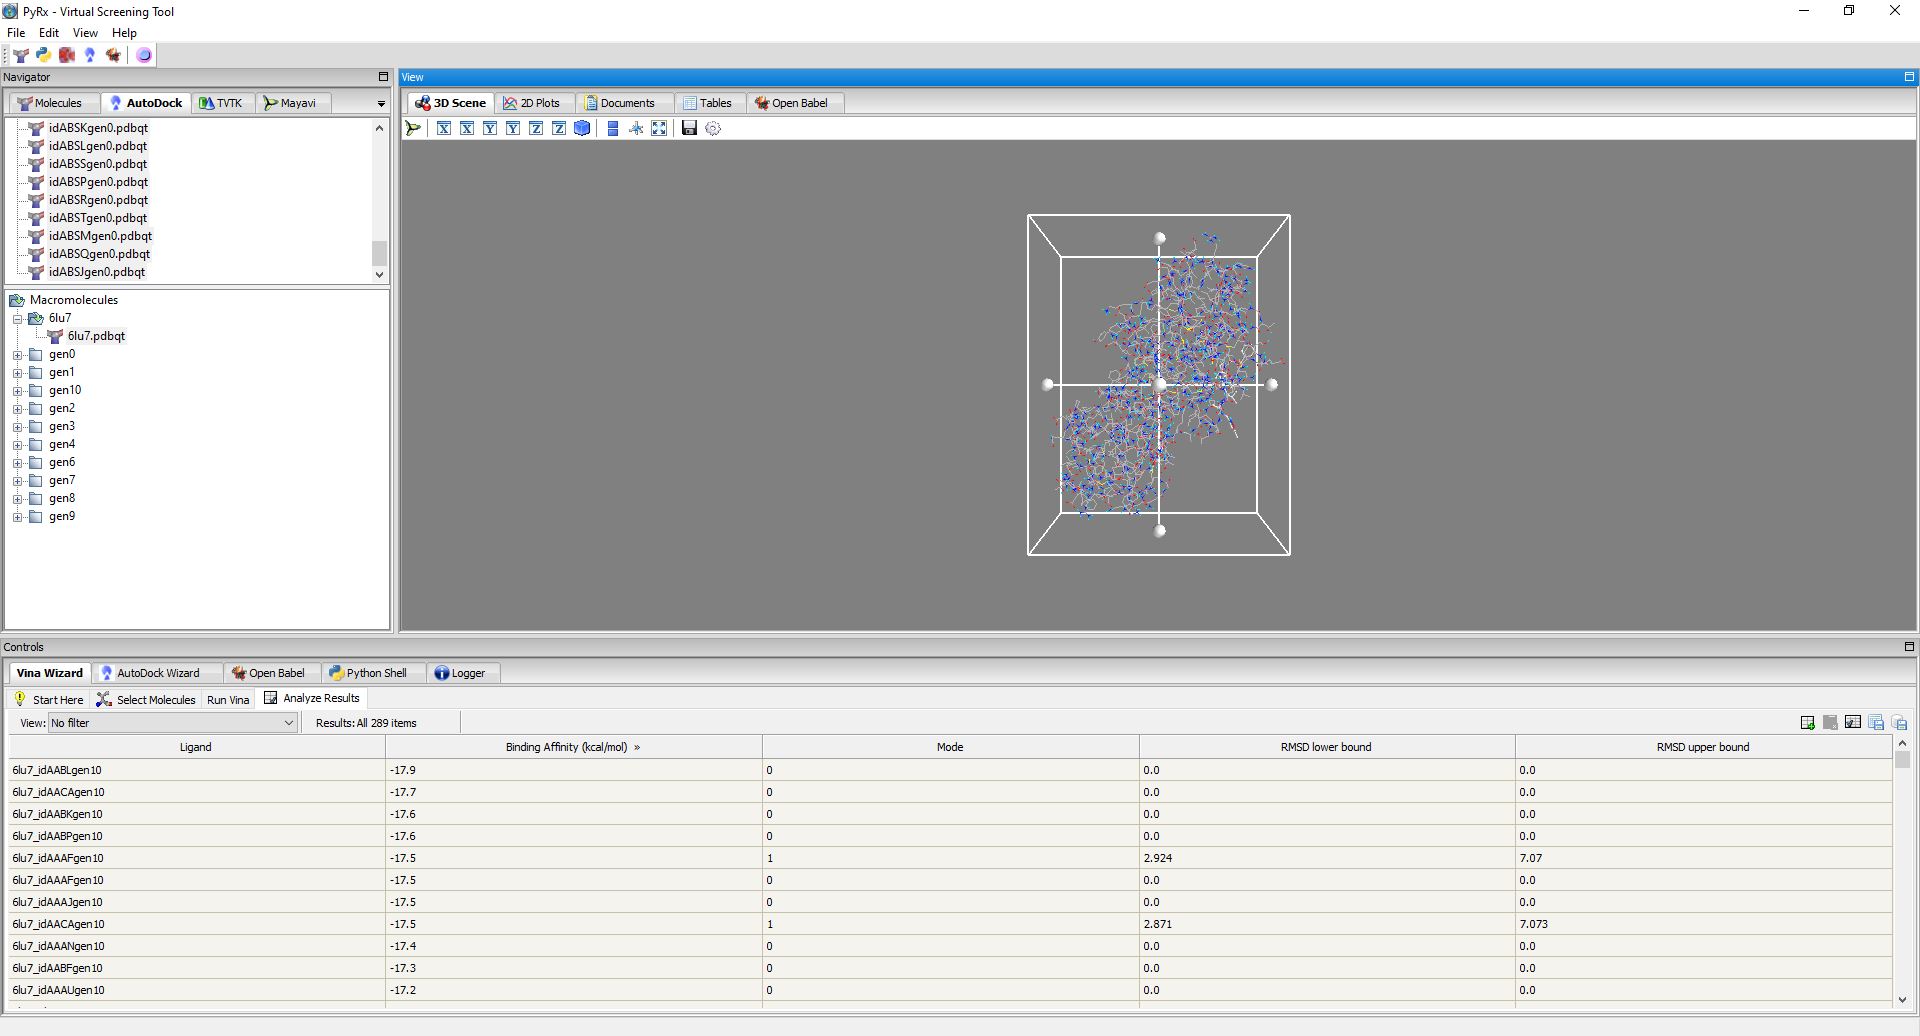 PyRx - Virtual Screening Tool
File Edit View Help
Navigator
Molecules AutoDock TVTK Mayavi
idABSKgen0.pdbqt
idABSLgen0.pdbqt
idABSSgen0.pdbqt
idABSPgen0.pdbqt
idABSRgen0.pdbqt
idABSTgen0.pdbqt
idABSMgen0.pdbqt
idABSQgen0.pdbqt
idABSJgen0.pdbqt
Macromolecules
6lu7
6lu7.pdbqt
gen0
gen1
gen10
gen2
gen3
gen4
gen6
gen7
gen8
gen9
View
3D Scene 2D Plots Documents Tables Open Babel
X X Y Y Z Z
Controls
Vina Wizard AutoDock Wizard Open Babel Python Shell Logger
Start Here Select Molecules Run Vina Analyze Results
View: No filter Results: All 289 items
Ligand Binding Affinity (kcal/mol) » Mode RMSD lower bound RMSD upper bound
6lu7_idAABLgen10 -17.9 0 0.0 0.0
6lu7_idAACAgen10 -17.7 0 0.0 0.0
6lu7_idAABKgen10 -17.6 0 0.0 0.0
6lu7_idAABPgen10 -17.6 0 0.0 0.0
6lu7_idAAAFgen10 -17.5 1 2.924 7.07
6lu7_idAAAFgen10 -17.5 0 0.0 0.0
6lu7_idAAAJgen10 -17.5 0 0.0 0.0
6lu7_idAACAgen10 -17.5 1 2.871 7.073
6lu7_idAAANgen10 -17.4 0 0.0 0.0
6lu7_idAABFgen10 -17.3 0 0.0 0.0
6lu7_idAAAUgen10 -17.2 0 0.0 0.0